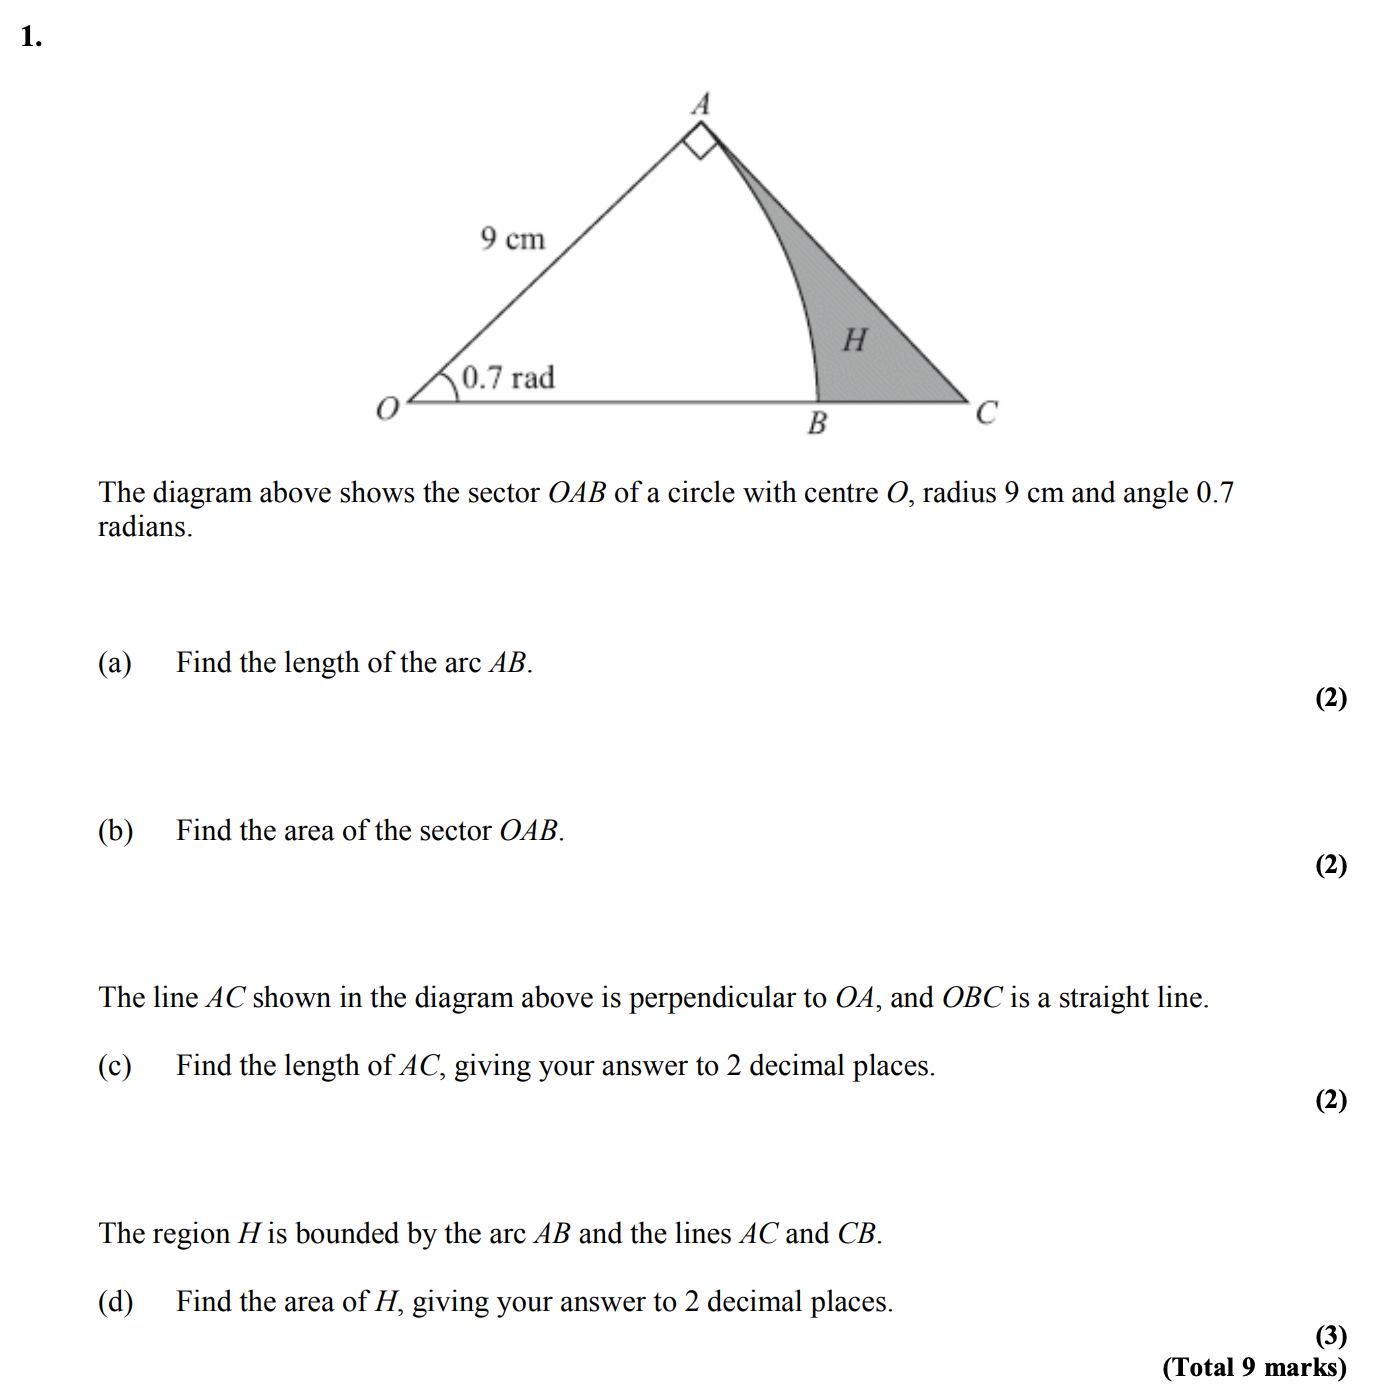 1.
A
9 cm
H
0.7 rad
O
B
C
The diagram above shows the sector OAB of a circle with centre O, radius 9 cm and angle 0.7
radians.
(a) Find the length of the arc AB.
(2)
(b) Find the area of the sector OAB.
(2)
The line AC shown in the diagram above is perpendicular to OA, and OBC is a straight line.
(c) Find the length of AC, giving your answer to 2 decimal places.
(2)
The region H is bounded by the arc AB and the lines AC and CB.
(d) Find the area of H, giving your answer to 2 decimal places.
(3)
(Total 9 marks)